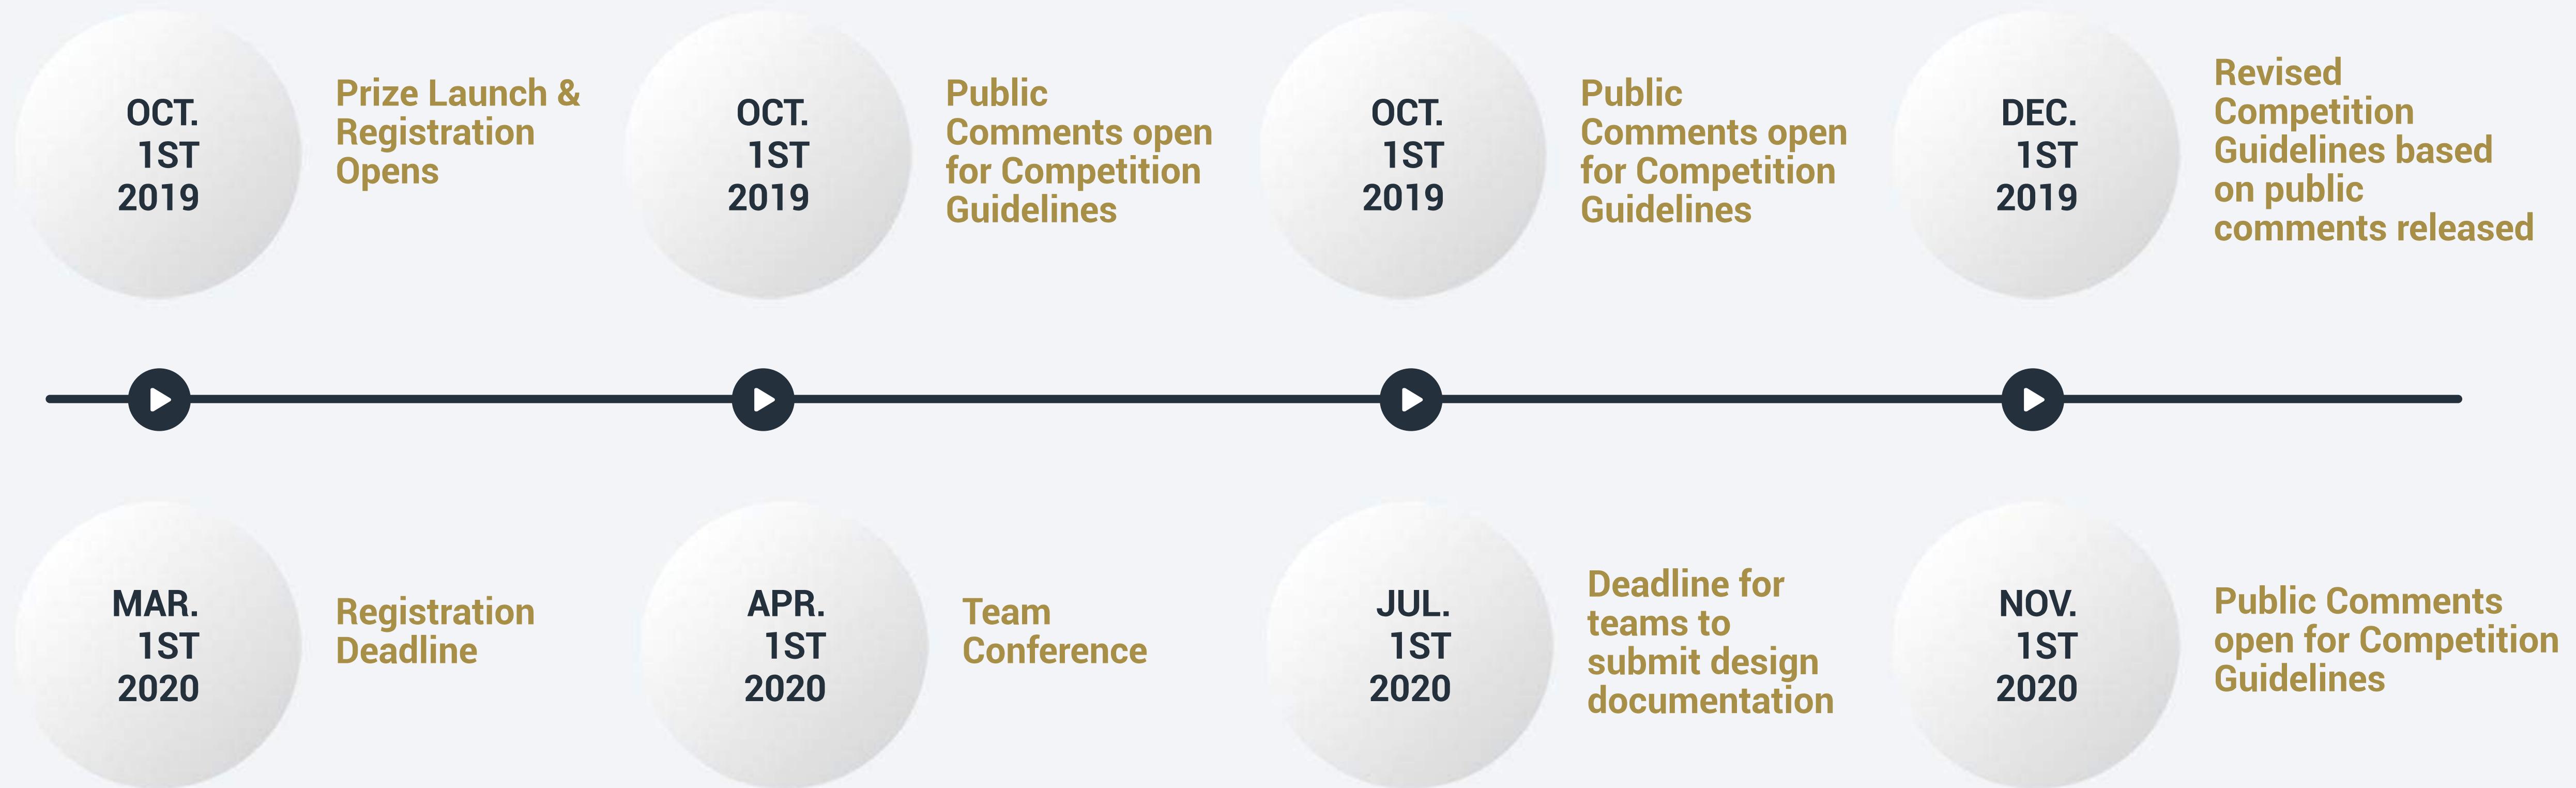 OCT.
1ST
2019
Prize Launch &
Registration
Opens
OCT.
1ST
2019
Public
Comments open
for Competition
Guidelines
OCT.
1ST
2019
Public
Comments open
for Competition
Guidelines
DEC.
1ST
2019
Revised
Competition
Guidelines based
on public
comments released
MAR.
1ST
2020
Registration
Deadline
APR.
1ST
2020
Team
Conference
JUL.
1ST
2020
Deadline for
teams to
submit design
documentation
NOV.
1ST
2020
Public Comments
open for Competition
Guidelines